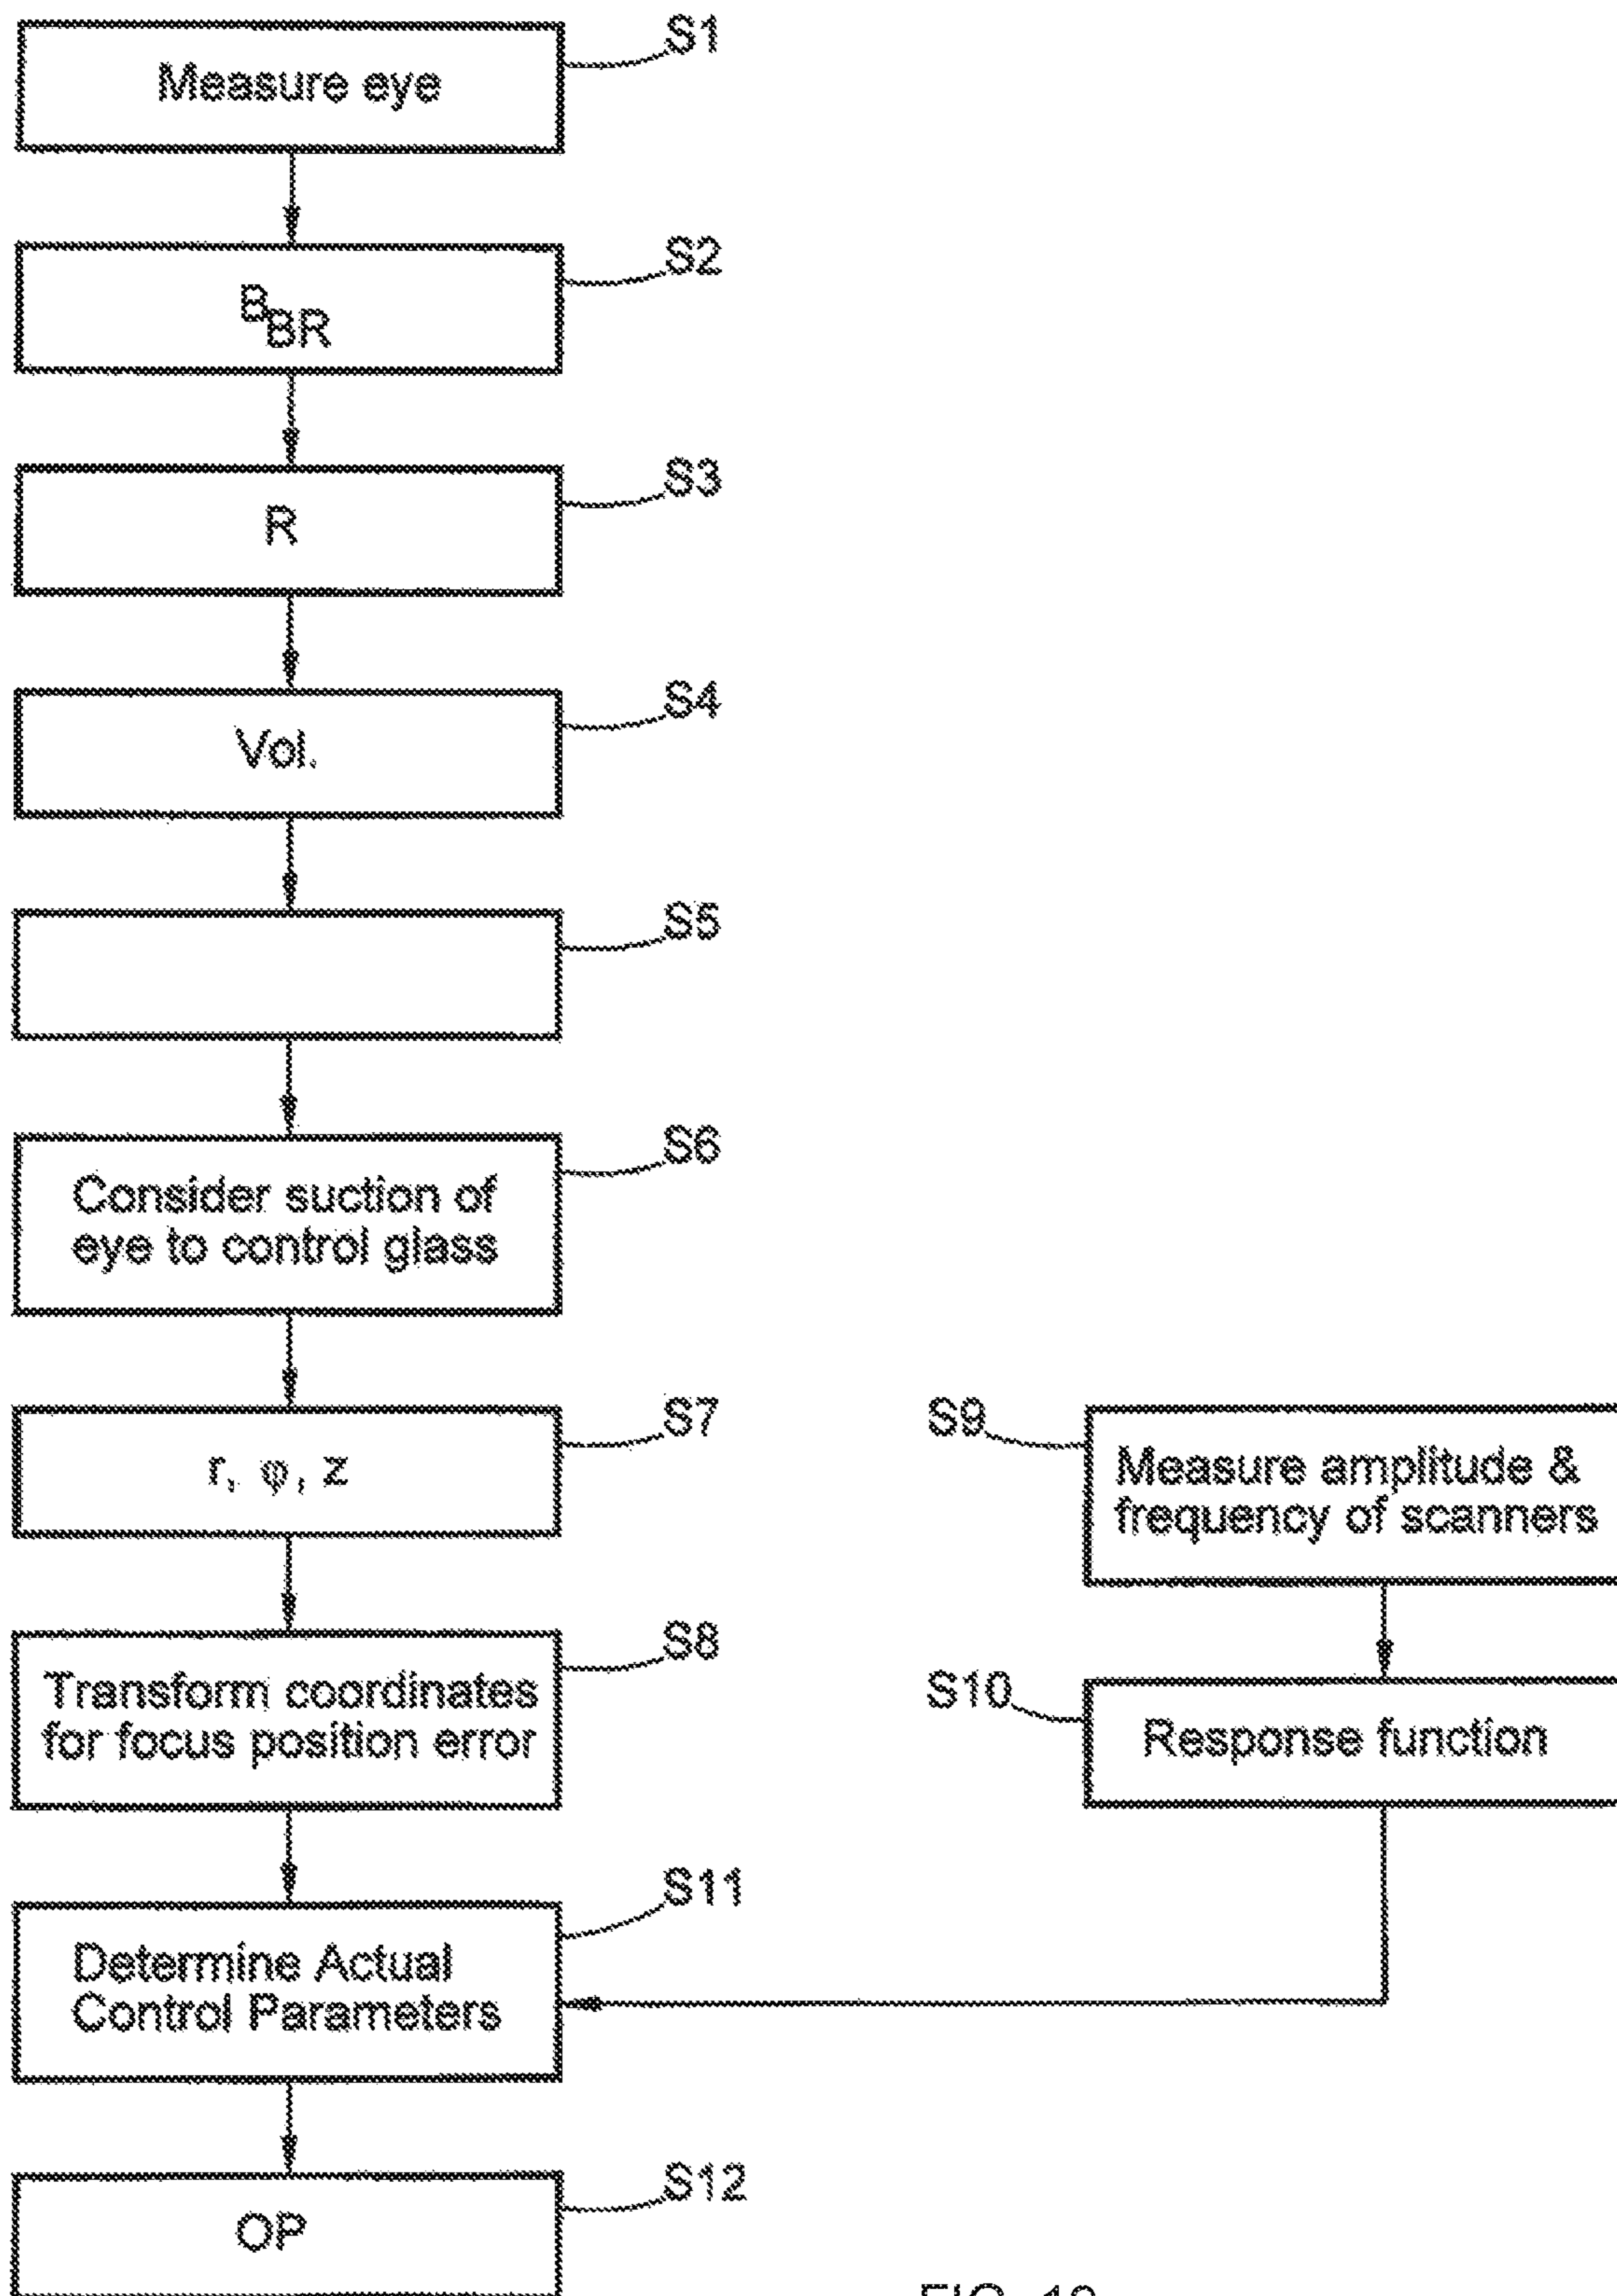 Measure eye
S1
BBR
S2
R
S3
Vol.
S4
S5
Consider suction of
eye to control glass
S6
r, φ, z
S7
Transform coordinates
for focus position error
S8
S9
Measure amplitude &
frequency of scanners
S10
Response function
Determine Actual
Control Parameters
S11
OP
S12